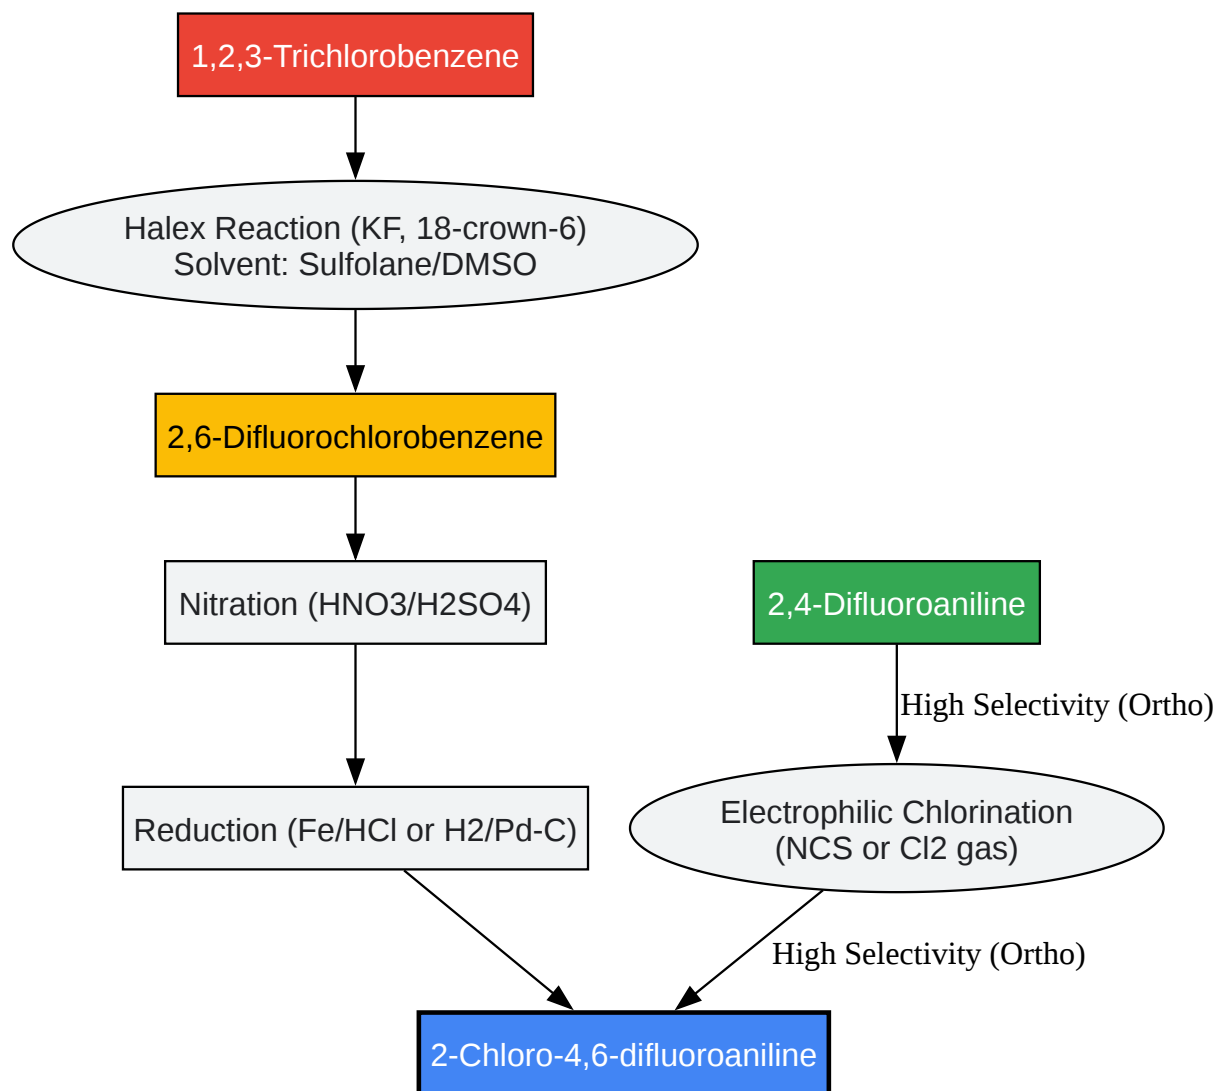 1,2,3-Trichlorobenzene
Halex Reaction (KF, 18-crown-6)
Solvent: Sulfolane/DMSO
2,6-Difluorochlorobenzene
Nitration (HNO3/H2SO4)
2,4-Difluoroaniline
High Selectivity (Ortho)
Reduction (Fe/HCl or H2/Pd-C)
Electrophilic Chlorination
(NCS or Cl2 gas)
High Selectivity (Ortho)
2-Chloro-4,6-difluoroaniline